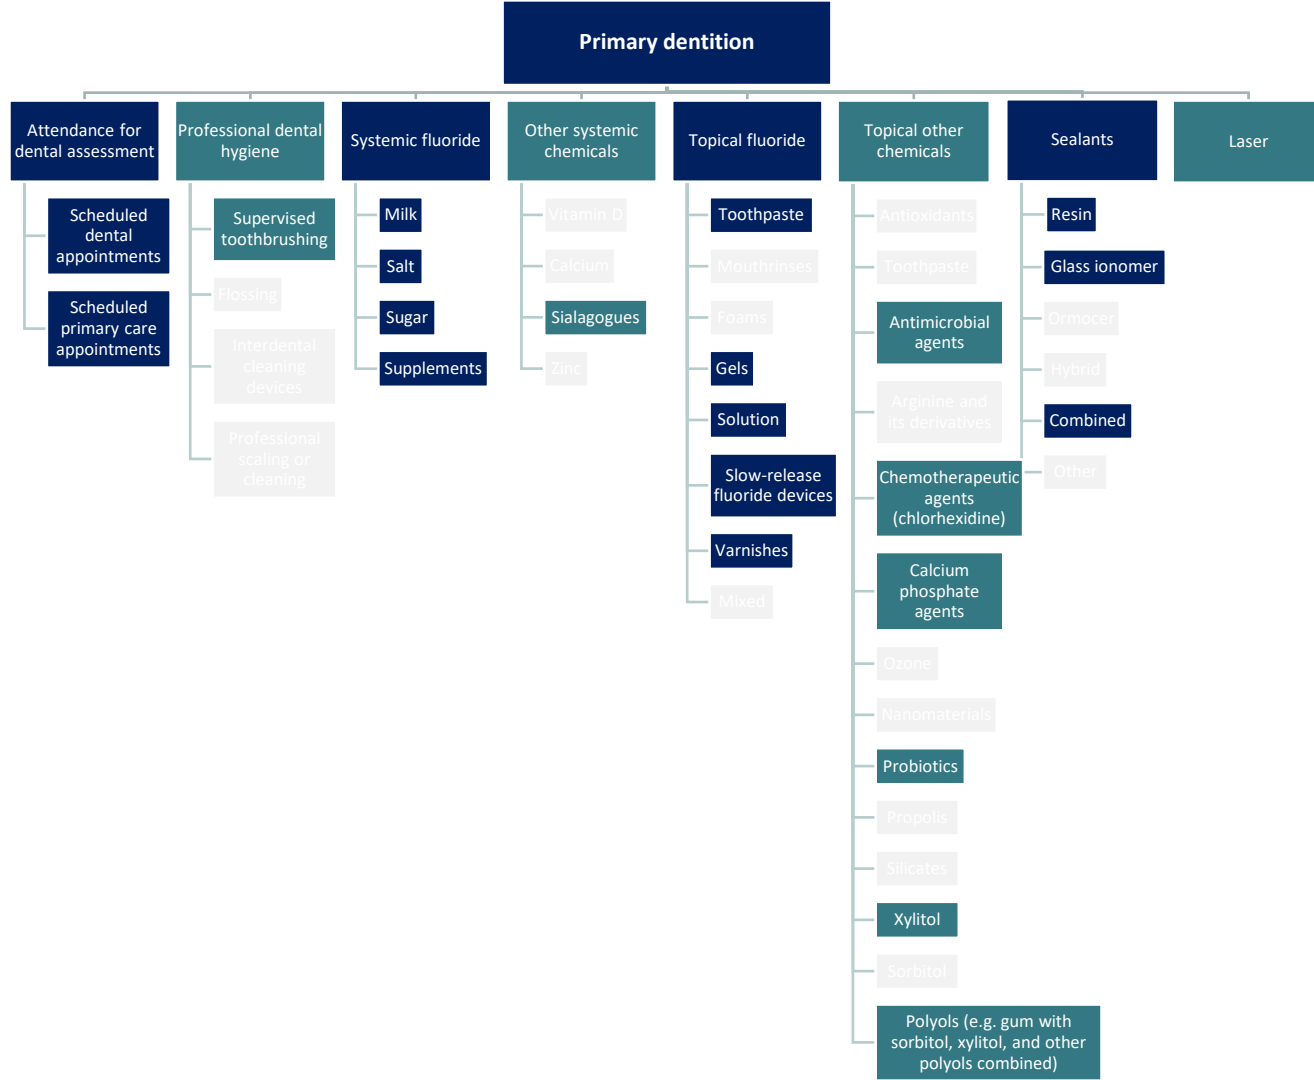 Primary dentition
Attendance for
dental assessment
Scheduled
dental
appointments
Scheduled
primary care
appointments
Professional dental
hygiene
Supervised
toothbrushing
Flossing
Interdental
cleaning
devices
Professional
scaling or
cleaning
Systemic fluoride
Milk
Salt
Sugar
Supplements
Other systemic
chemicals
Vitamin D
Calcium
Sialagogues
Zinc
Topical fluoride
Toothpaste
Mouthrinses
Foams
Gels
Solution
Slow-release
fluoride devices
Varnishes
Mixed
Topical other
chemicals
Antioxidants
Toothpaste
Antimicrobial
agents
Arginine and
its derivatives
Chemotherapeutic
agents
(chlorhexidine)
Calcium
phosphate
agents
Ozone
Nanomaterials
Probiotics
Propolis
Silicates
Xylitol
Sorbitol
Polyols (e.g. gum with
sorbitol, xylitol, and other
polyols combined)
Sealants
Resin
Glass ionomer
Ormocer
Hybrid
Combined
Other
Laser